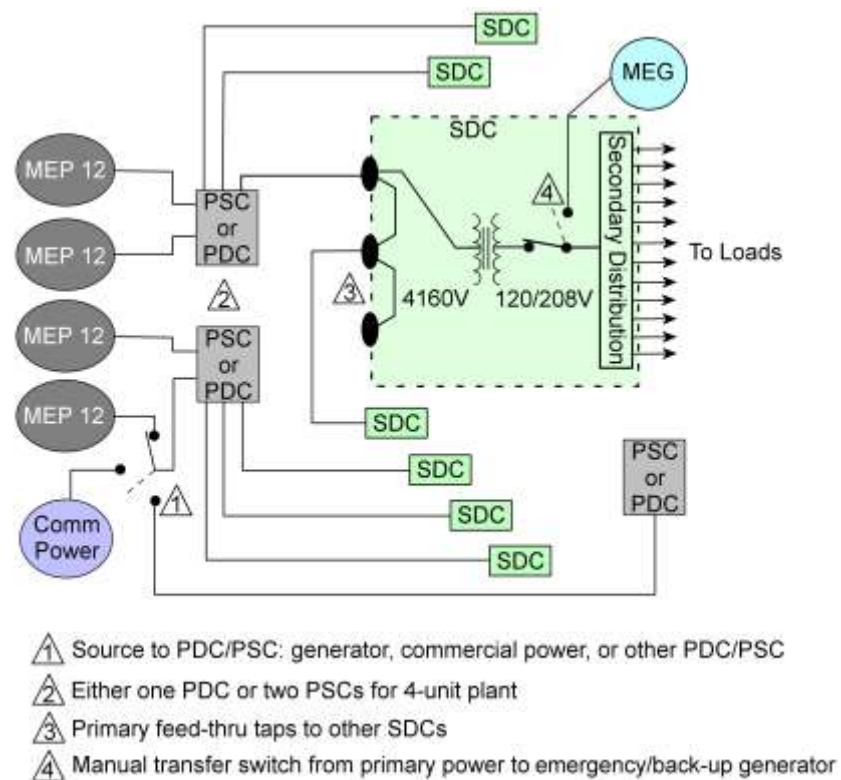 SDC
SDC
MEG
SDC
MEP 12
MEP 12
MEP 12
MEP 12
PSC
or
PDC
2
PSC
or
PDC
4
3
4160V
120/208V
Secondary Distribution
To Loads
SDC
SDC
SDC
SDC
PSC
or
PDC
1
Comm
Power
1 Source to PDC/PSC: generator, commercial power, or other PDC/PSC
2 Either one PDC or two PSCs for 4-unit plant
3 Primary feed-thru taps to other SDCs
4 Manual transfer switch from primary power to emergency/back-up generator